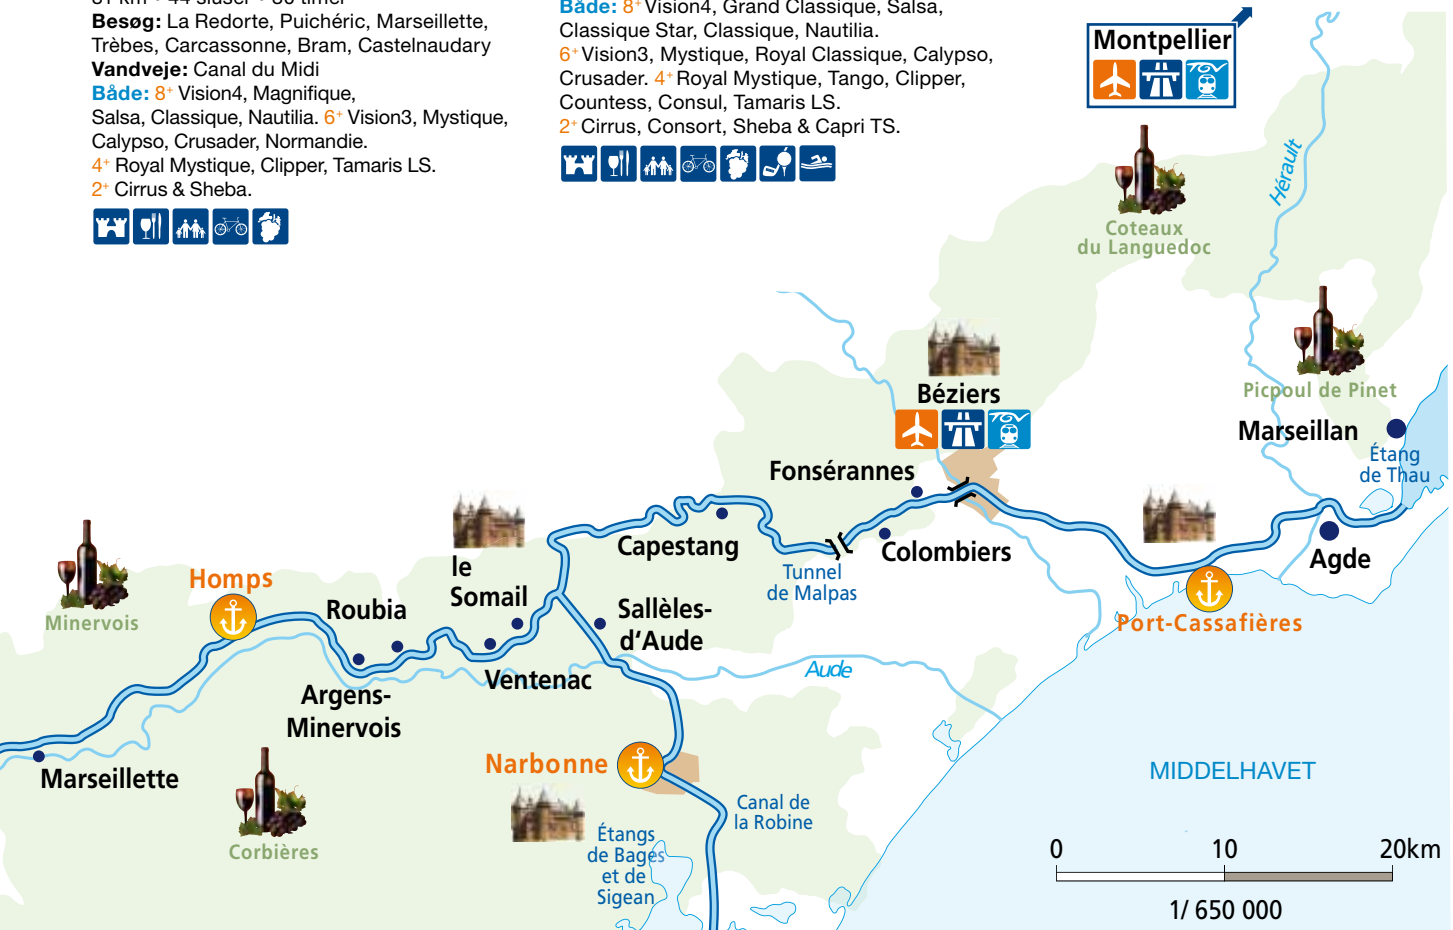 Besøg: La Redorte, Puichéric, Marseillette,
Trèbes, Carcassonne, Bram, Castelnaudary
Vandveje: Canal du Midi
Både: 8+ Vision4, Magnifique,
Salsa, Classique, Nautilia. 6+ Vision3, Mystique,
Calypso, Crusader, Normandie.
4+ Royal Mystique, Clipper, Tamaris LS.
2+ Cirrus & Sheba.
Både: 8+ Vision4, Grand Classique, Salsa,
Classique Star, Classique, Nautilia.
6+ Vision3, Mystique, Royal Classique, Calypso,
Crusader. 4+ Royal Mystique, Tango, Clipper,
Countess, Consul, Tamaris LS.
2+ Cirrus, Consort, Sheba & Capri TS.
Montpellier
TGV
Hérault
Coteaux
du Languedoc
Béziers
TGV
Picpoul de Pinet
Marseillan
Étang
de Thau
Fonsérannes
Capestang
Colombiers
Tunnel
de Malpas
Agde
Port-Cassafières
le
Somail
Homps
Roubia
Minervois
Sallèles-
d'Aude
Ventenac
Aude
Argens-
Minervois
Marseillette
Narbonne
Corbières
Canal de
la Robine
Étangs
de Bages
et de
Sigean
MIDDELHAVET
0 10 20km
1/ 650 000